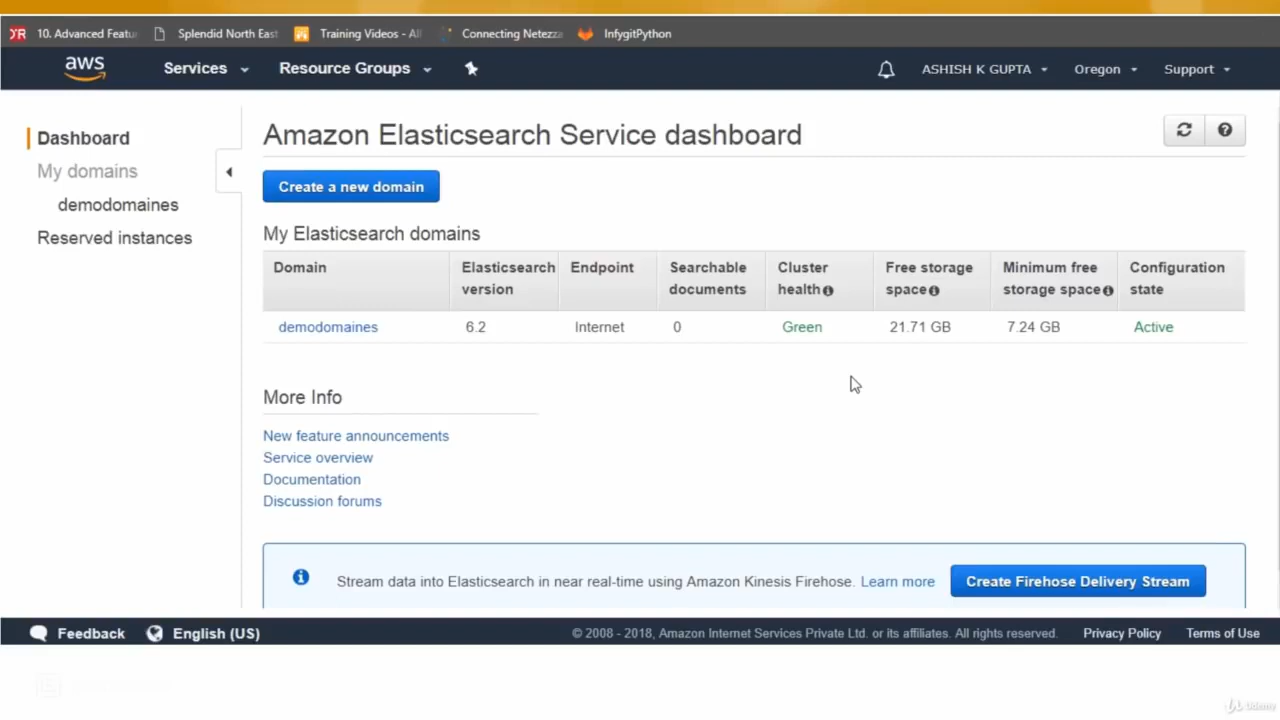 10. Advanced Featu
Splendid North East
Training Videos - All
Connecting Netezza
InfygitPython
aws
Services
Resource Groups
ASHISH K GUPTA
Oregon
Support
Dashboard
My domains
demodomaines
Reserved instances
Amazon Elasticsearch Service dashboard
Create a new domain
My Elasticsearch domains
Domain
Elasticsearch version
Endpoint
Searchable documents
Cluster health
Free storage space
Minimum free storage space
Configuration state
demodomaines
6.2
Internet
0
Green
21.71 GB
7.24 GB
Active
More Info
New feature announcements
Service overview
Documentation
Discussion forums
Stream data into Elasticsearch in near real-time using Amazon Kinesis Firehose. Learn more
Create Firehose Delivery Stream
Feedback
English (US)
© 2008 - 2018, Amazon Internet Services Private Ltd. or its affiliates. All rights reserved.
Privacy Policy
Terms of Use
Udemy